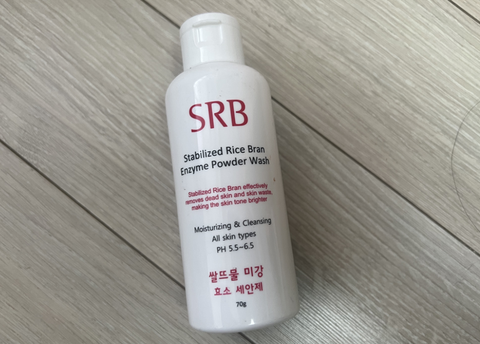 SRB
Stabilized Rice Bran
Enzyme Powder Wash
Stabilized Rice Bran effectively
removes dead skin and skin waste,
making the skin tone brighter
Moisturizing & Cleansing
All skin types
PH 5.5~6.5
쌀뜨물 미강
효소 세안제
70g